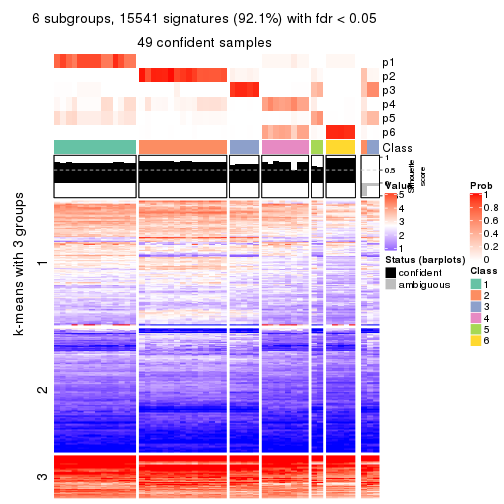 6 subgroups, 15541 signatures (92.1%) with fdr < 0.05
49 confident samples
p1
p2
p3
p4
p5
p6
Class
1
0.5
0
Silhouette
score
k-means with 3 groups
1
2
3
Value
5
4
3
2
1
Status (barplots)
confident
ambiguous
Prob
1
0.8
0.6
0.4
0.2
0
Class
1
2
3
4
5
6